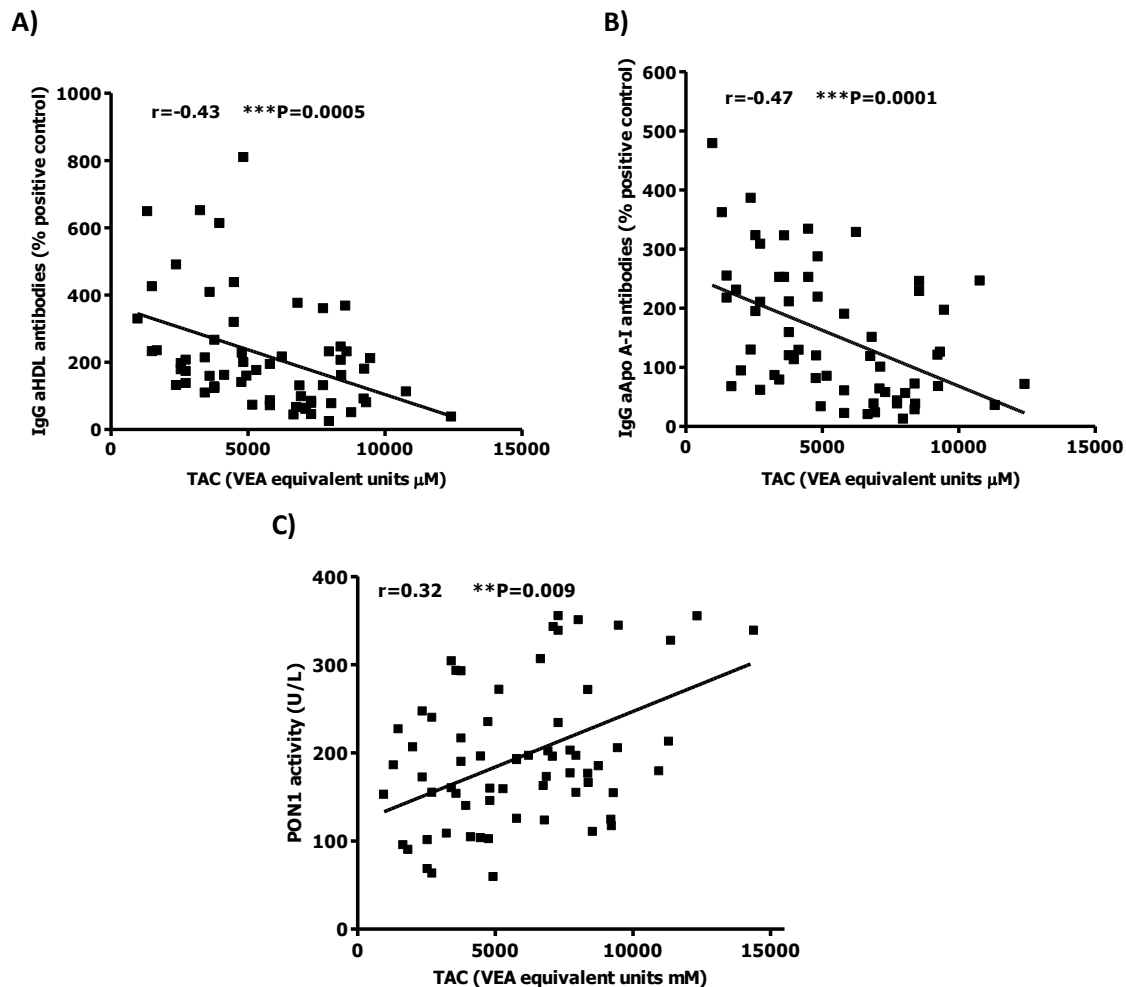 A)
r=-0.43 ***P=0.0005
IgG aHDL antibodies (% positive control)
1000
800
600
400
200
0
0 5000 10000 15000
TAC (VEA equivalent units μM)
B)
r=-0.47 ***P=0.0001
IgG aApo A-I antibodies (% positive control)
600
500
400
300
200
100
0
0 5000 10000 15000
TAC (VEA equivalent units μM)
C)
r=0.32 **P=0.009
PON1 activity (U/L)
400
300
200
100
0
0 5000 10000 15000
TAC (VEA equivalent units mM)